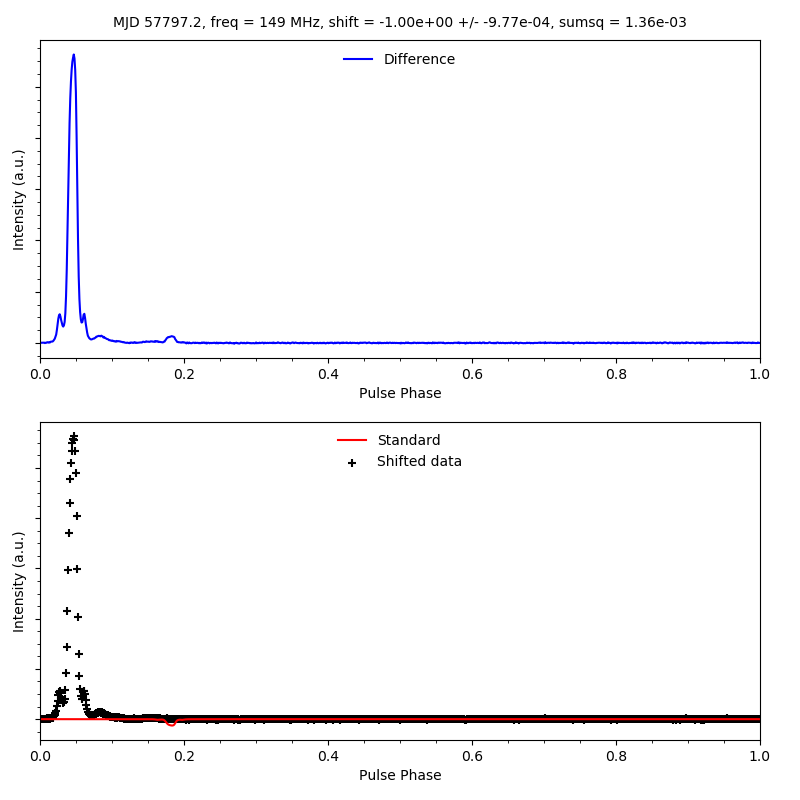 MJD 57797.2, freq = 149 MHz, shift = -1.00e+00 +/- -9.77e-04, sumsq = 1.36e-03
Difference
Intensity (a.u.)
0.0 0.2 0.4 0.6 0.8 1.0
Pulse Phase
Standard
Shifted data
Intensity (a.u.)
0.0 0.2 0.4 0.6 0.8 1.0
Pulse Phase